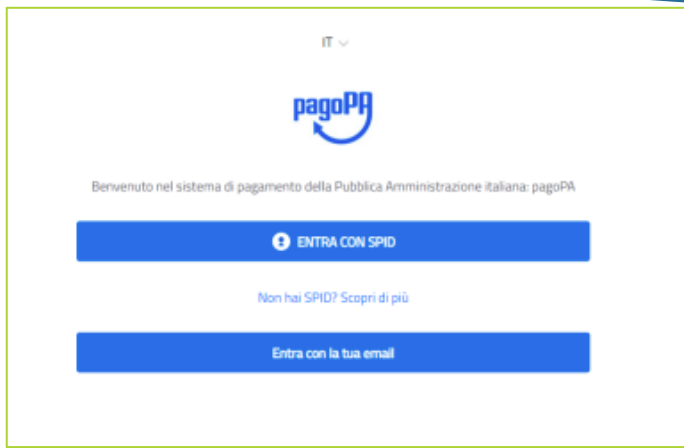 IT
pagoPA
Benvenuto nel sistema di pagamento della Pubblica Amministrazione italiana: pagoPA
ENTRA CON SPID
Non hai SPID? Scopri di più
Entra con la tua email